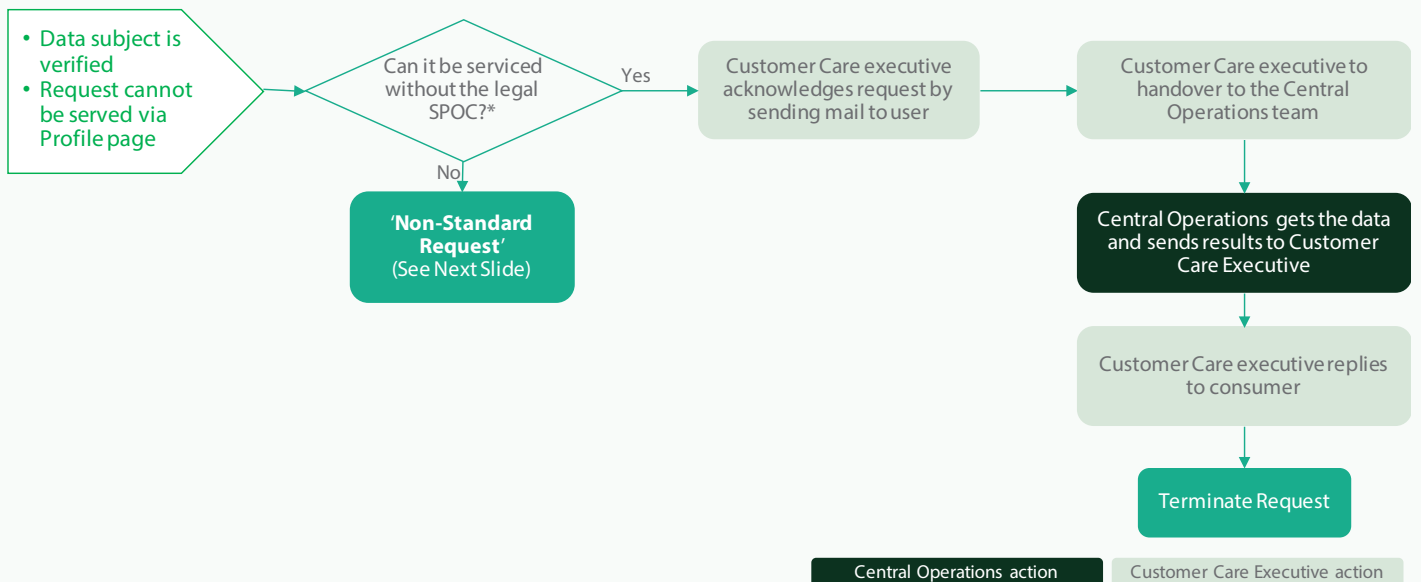 • Data subject is
verified
• Request cannot
be served via
Profile page
Can it be serviced
without the legal
SPOC?*
Yes
No
Customer Care executive
acknowledges request by
sending mail to user
Customer Care executive to
handover to the Central
Operations team
‘Non-Standard
Request’
(See Next Slide)
Central Operations gets the data
and sends results to Customer
Care Executive
Customer Care executive replies
to consumer
Terminate Request
Central Operations action
Customer Care Executive action